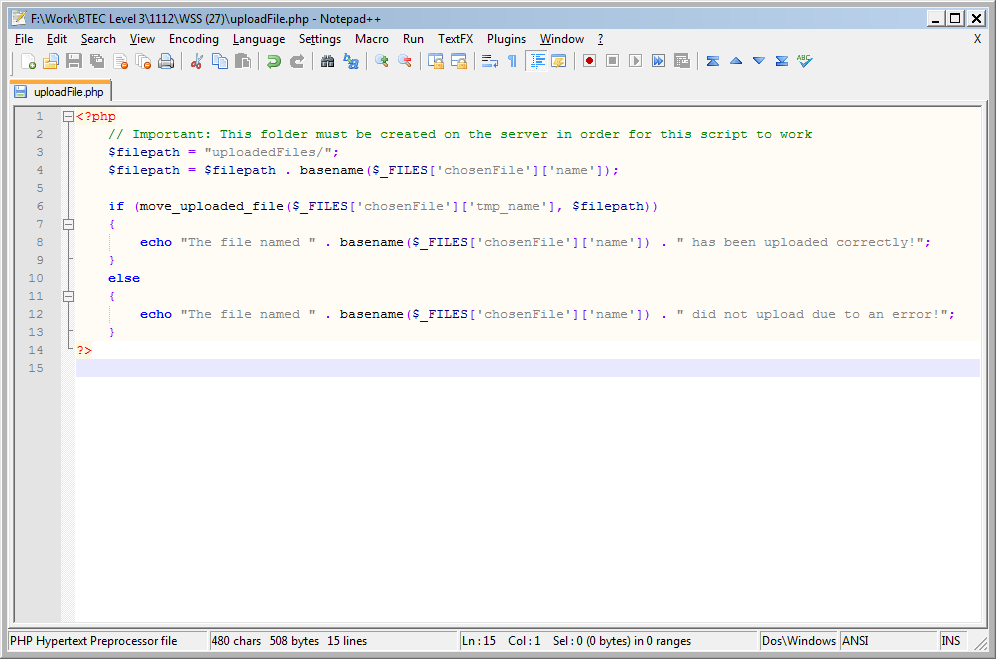 F:\Work\BTEC Level 3\1112\WSS (27)\uploadFile.php - Notepad++
File Edit Search View Encoding Language Settings Macro Run TextFX Plugins Window ? X
ABC
uploadFile.php
1 <?php
2 // Important: This folder must be created on the server in order for this script to work
3 $filepath = "uploadedFiles/";
4 $filepath = $filepath . basename($_FILES['chosenFile']['name']);
5
6 if (move_uploaded_file($_FILES['chosenFile']['tmp_name'], $filepath))
7 {
8 echo "The file named " . basename($_FILES['chosenFile']['name']) . " has been uploaded correctly!";
9 }
10 else
11 {
12 echo "The file named " . basename($_FILES['chosenFile']['name']) . " did not upload due to an error!";
13 }
14 ?>
15
PHP Hypertext Preprocessor file 480 chars 508 bytes 15 lines Ln : 15 Col : 1 Sel : 0 (0 bytes) in 0 ranges Dos\Windows ANSI INS